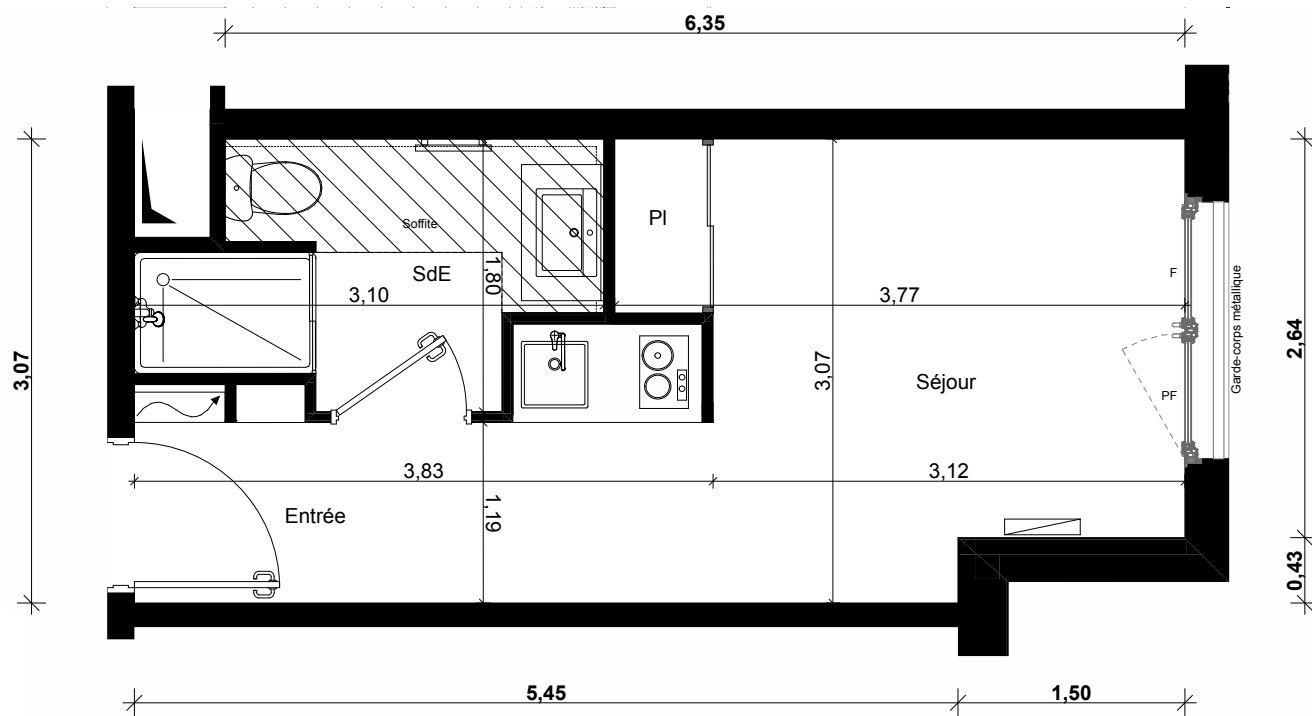 6,35
Soffite
Pl
SdE
1,80
3,10
3,77
F
Garde-corps métallique
2,64
3,07
3,07
Séjour
PF
3,83
3,12
1,19
Entrée
0,43
5,45
1,50